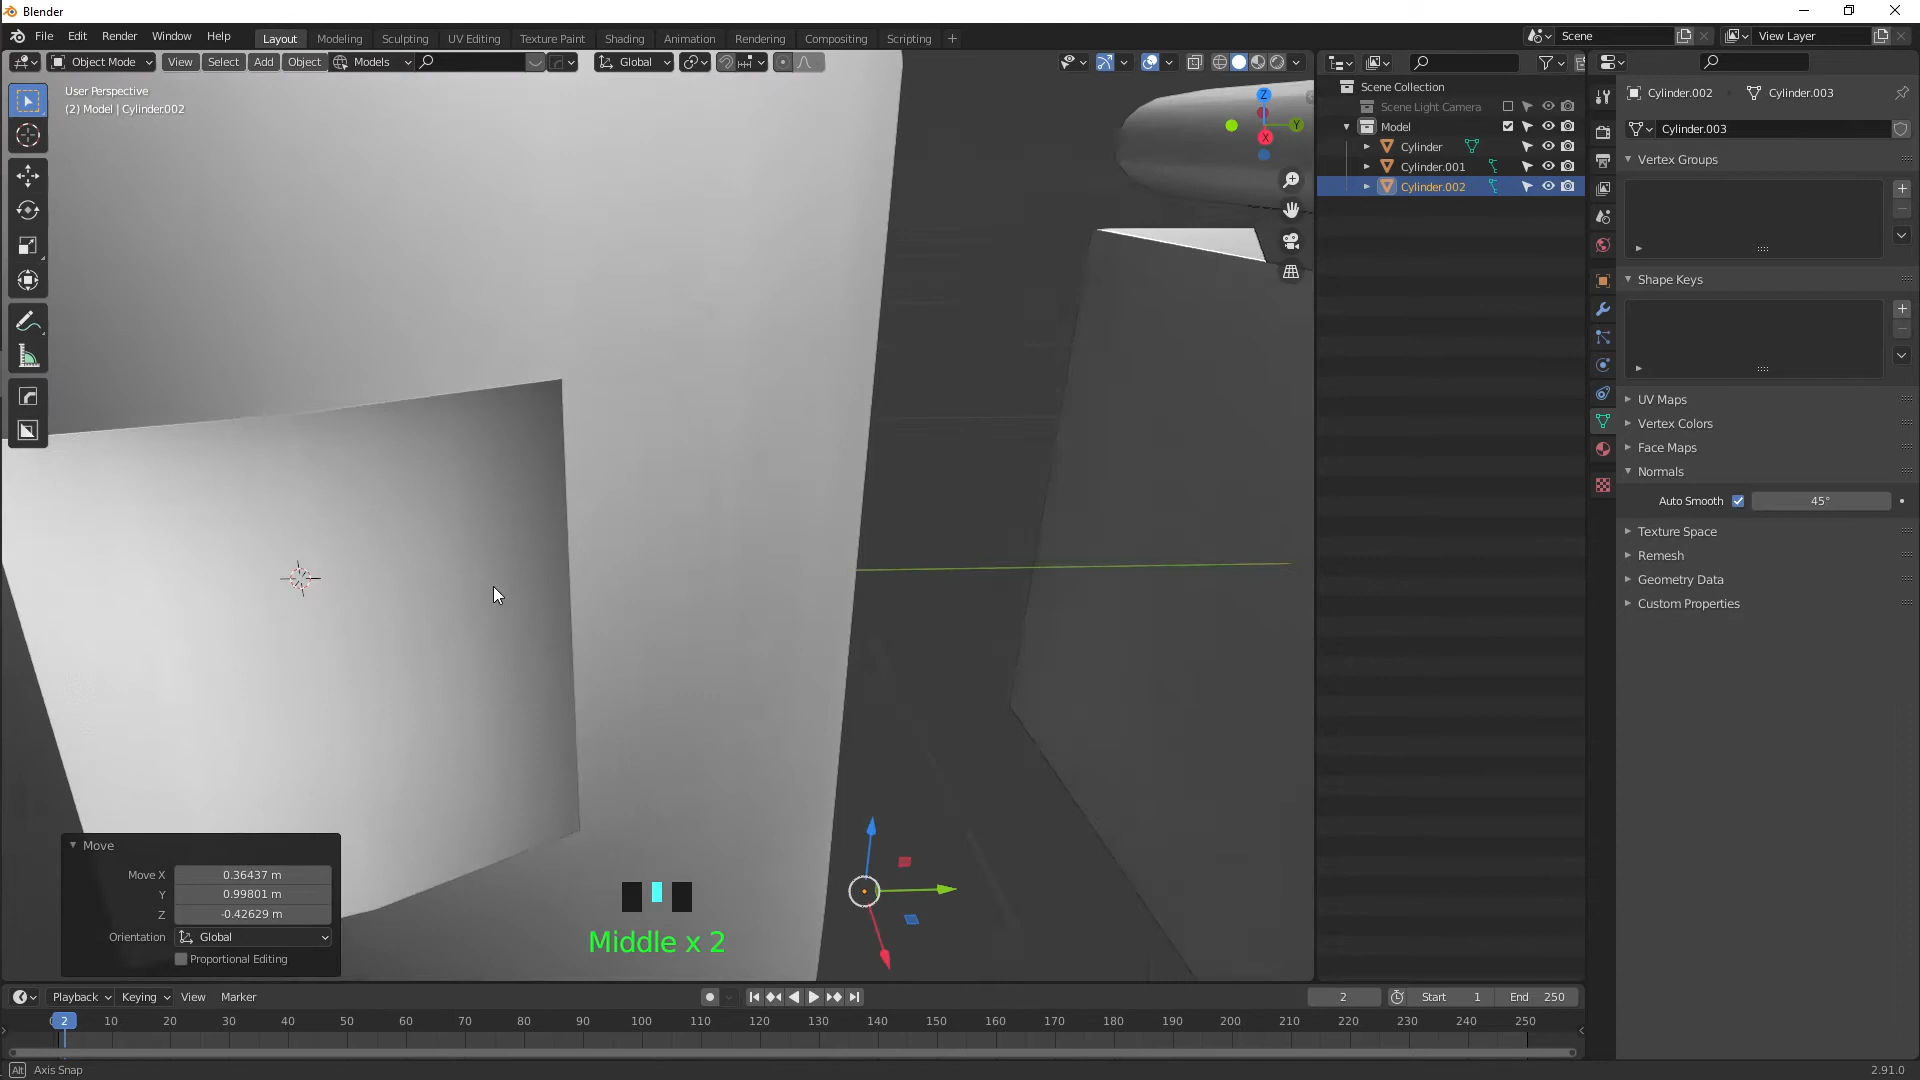 Blender
File Edit Render Window Help
Layout Modeling Sculpting UV Editing Texture Paint Shading Animation Rendering Compositing Scripting +
Scene
View Layer
Object Mode View Select Add Object Models
Global
User Perspective
(2) Model | Cylinder.002
Z
Y
X
Scene Collection
Scene Light Camera
Model
Cylinder
Cylinder.001
Cylinder.002
Cylinder.002 Cylinder.003
Cylinder.003
Vertex Groups
Shape Keys
UV Maps
Vertex Colors
Face Maps
Normals
Auto Smooth 45°
Texture Space
Remesh
Geometry Data
Custom Properties
Move
Move X 0.36437 m
Y 0.99801 m
Z -0.42629 m
Orientation Global
Proportional Editing
Middle x 2
Playback Keying View Marker
2 Start 1 End 250
2 10 20 30 40 50 60 70 80 90 100 110 120 130 140 150 160 170 180 190 200 210 220 230 240 250
Alt Axis Snap
2.91.0